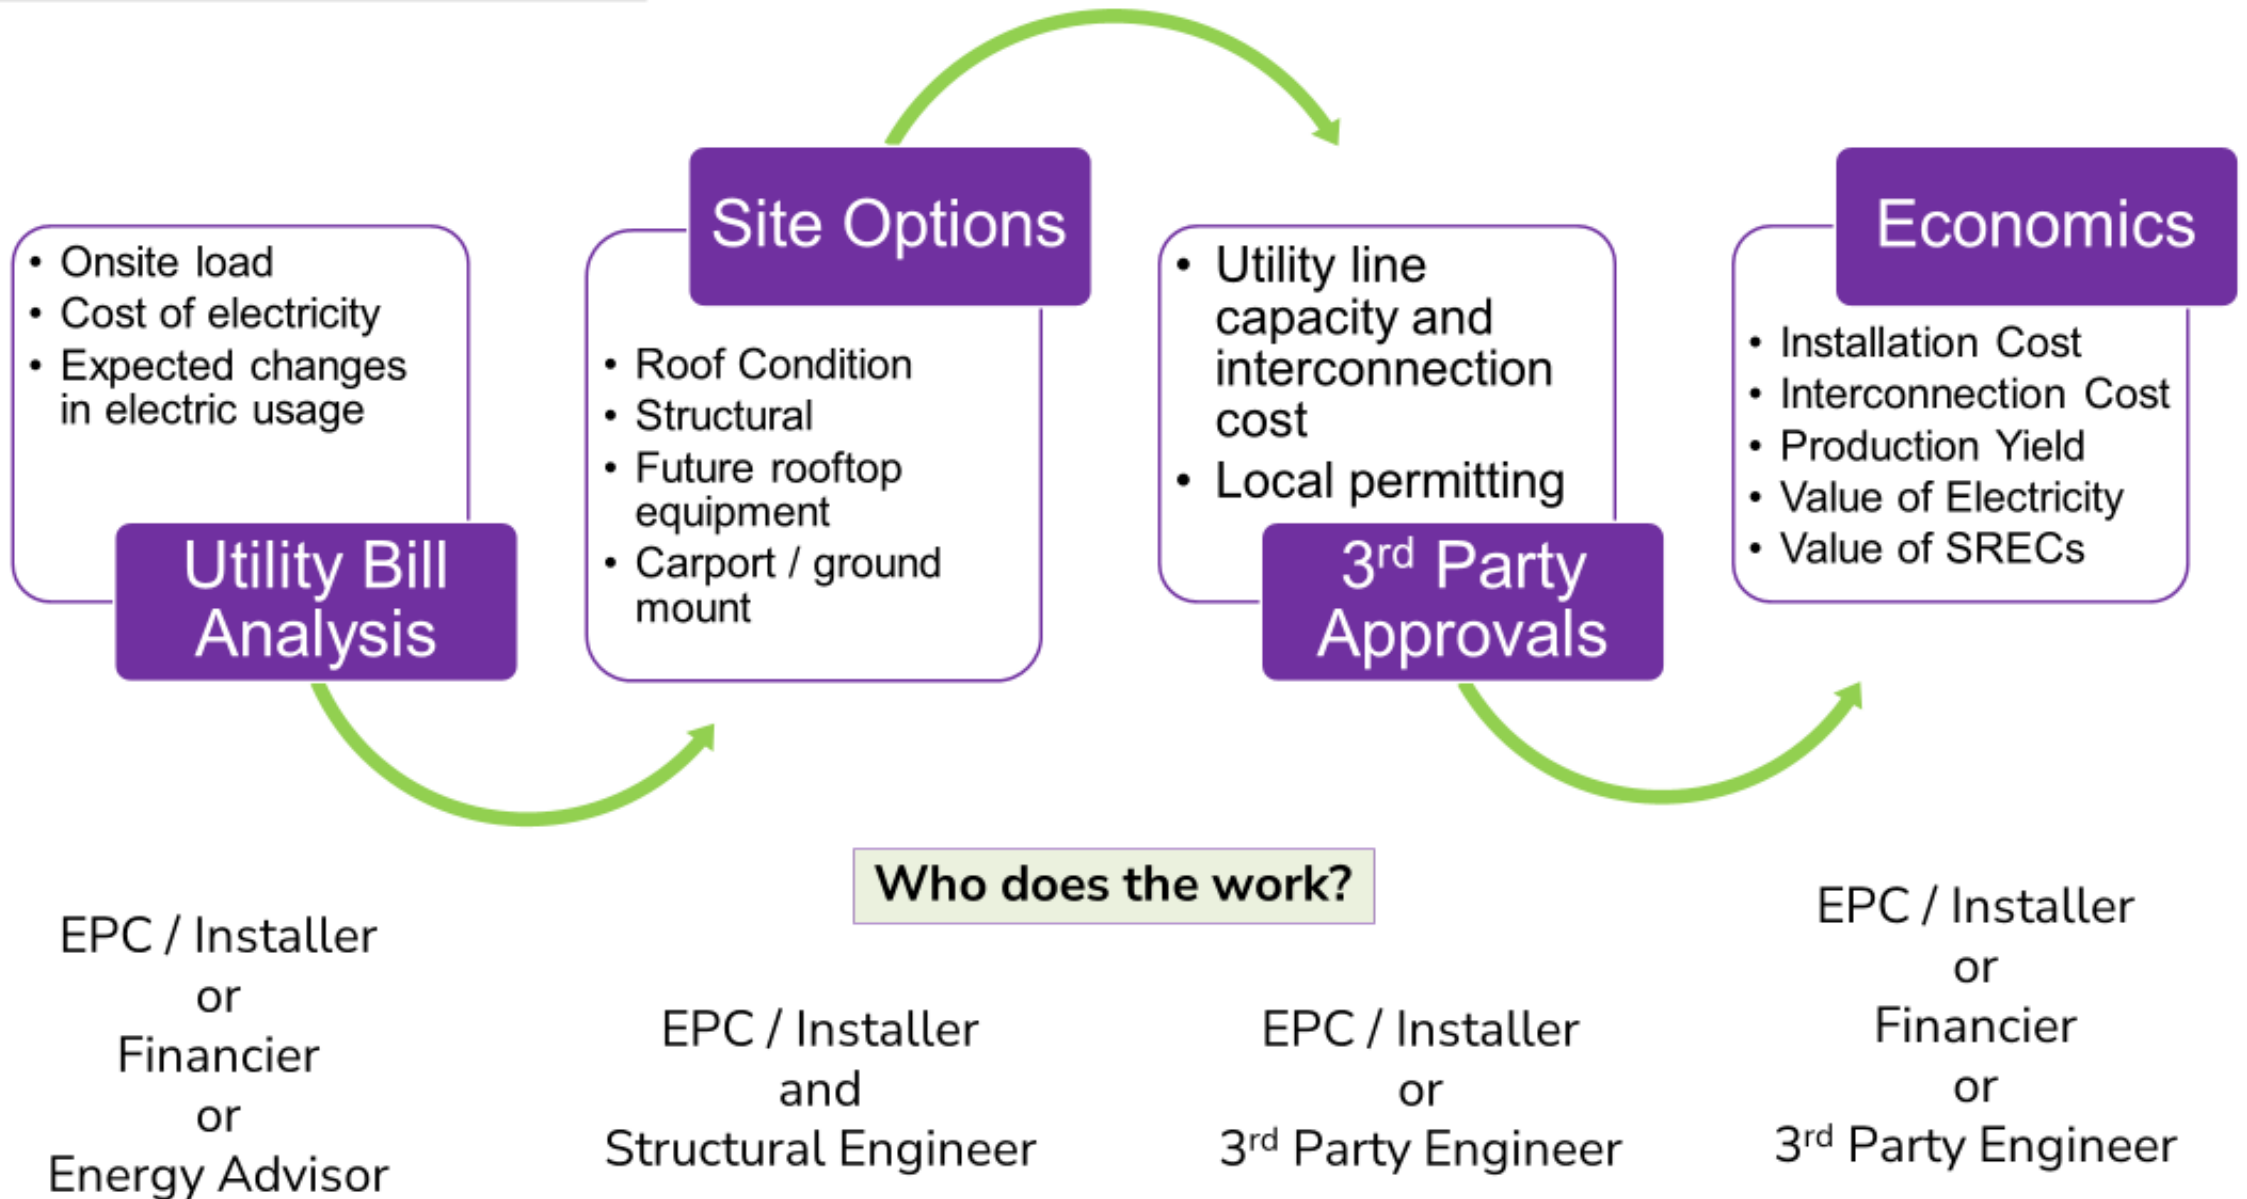 • Onsite load
• Cost of electricity
• Expected changes
in electric usage
Utility Bill
Analysis
Site Options
• Roof Condition
• Structural
• Future rooftop
equipment
• Carport / ground
mount
• Utility line
capacity and
interconnection
cost
• Local permitting
3rd Party
Approvals
Economics
• Installation Cost
• Interconnection Cost
• Production Yield
• Value of Electricity
• Value of SRECs
Who does the work?
EPC / Installer
or
Financier
or
Energy Advisor
EPC / Installer
and
Structural Engineer
EPC / Installer
or
3rd Party Engineer
EPC / Installer
or
Financier
or
3rd Party Engineer